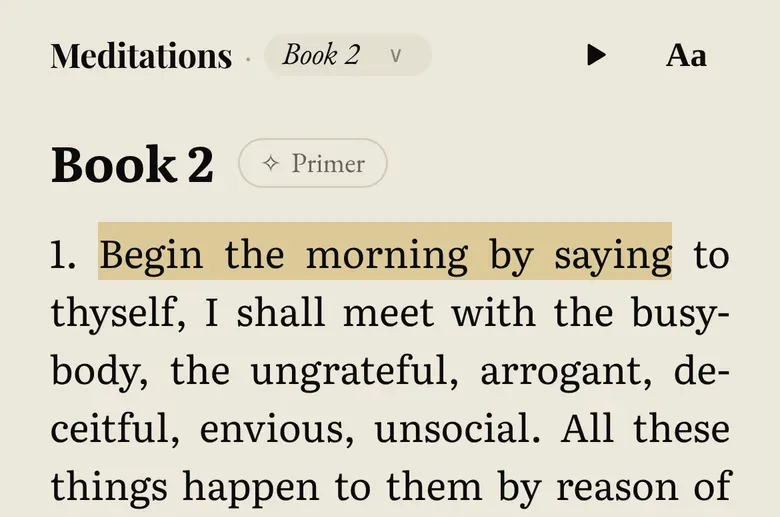 Meditations · Book 2 ∨ Aa
Book 2 ✧ Primer
1. Begin the morning by saying to
thyself, I shall meet with the busy-
body, the ungrateful, arrogant, de-
ceitful, envious, unsocial. All these
things happen to them by reason of